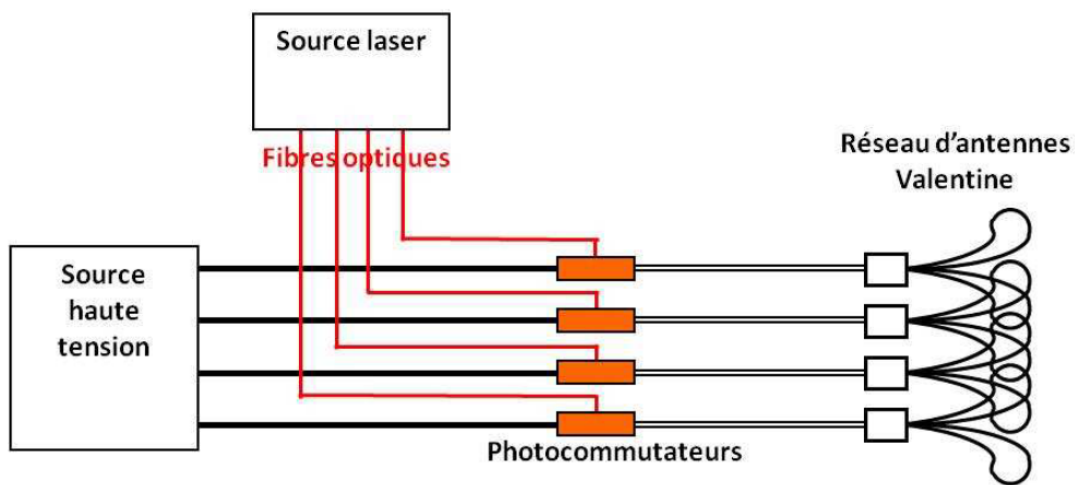 Source laser
Fibres optiques
Réseau d'antennes
Valentine
Source
haute
tension
Photocommutateurs